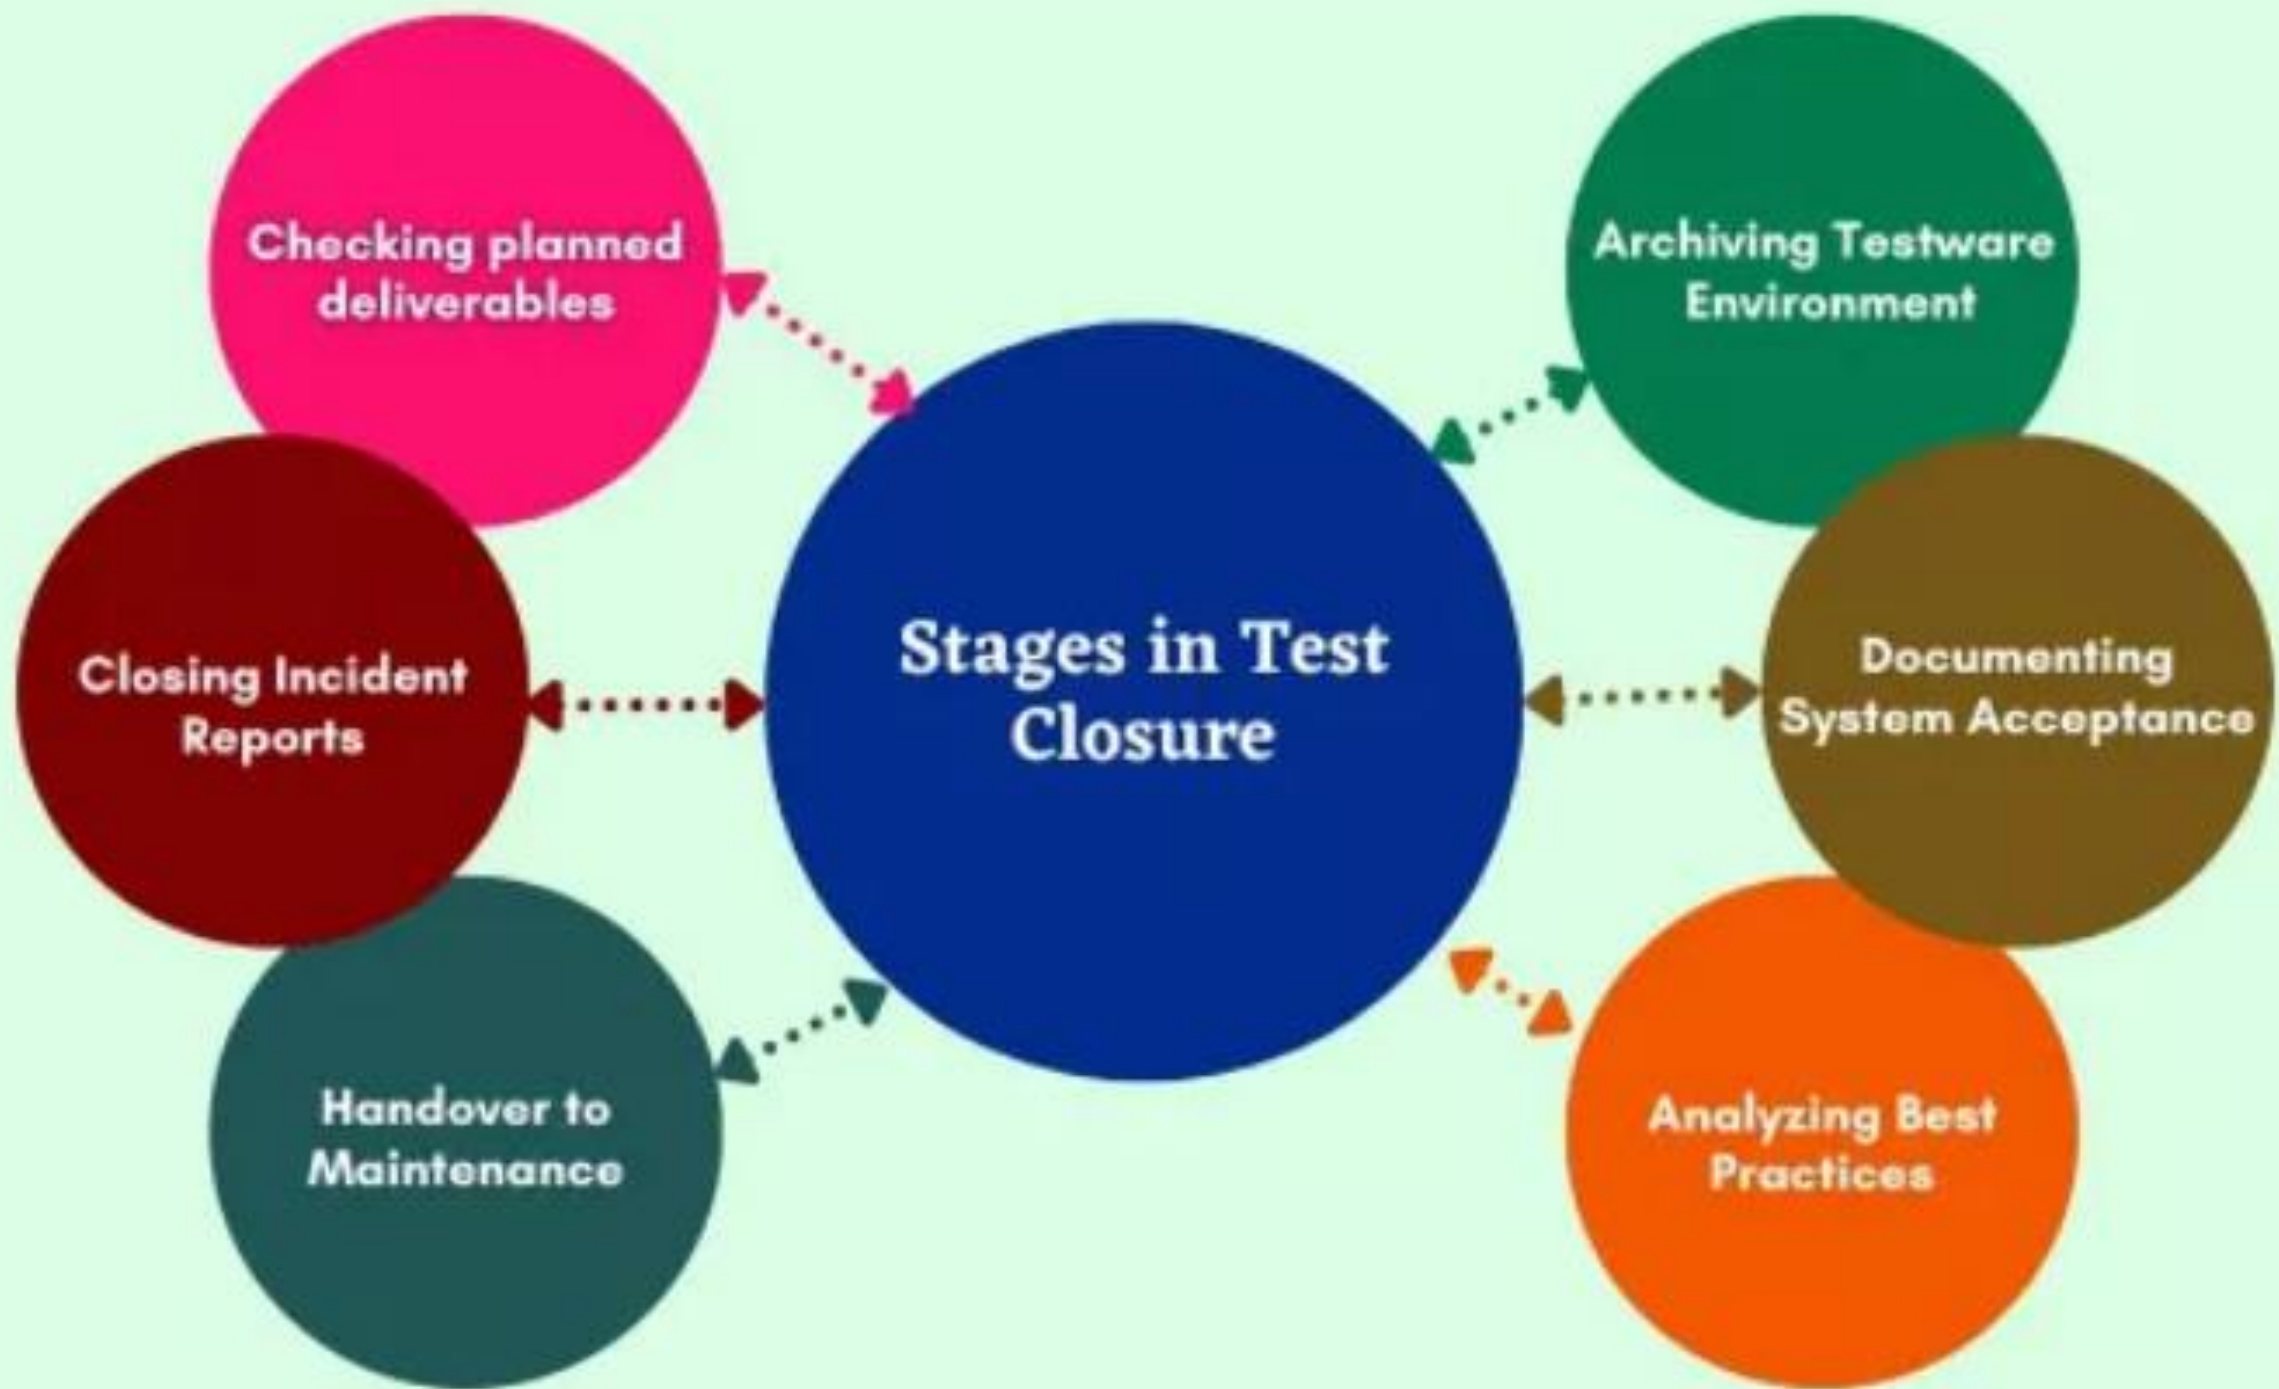 Checking planned
deliverables
Archiving Testware
Environment
Closing Incident
Reports
Stages in Test
Closure
Documenting
System Acceptance
Handover to
Maintenance
Analyzing Best
Practices